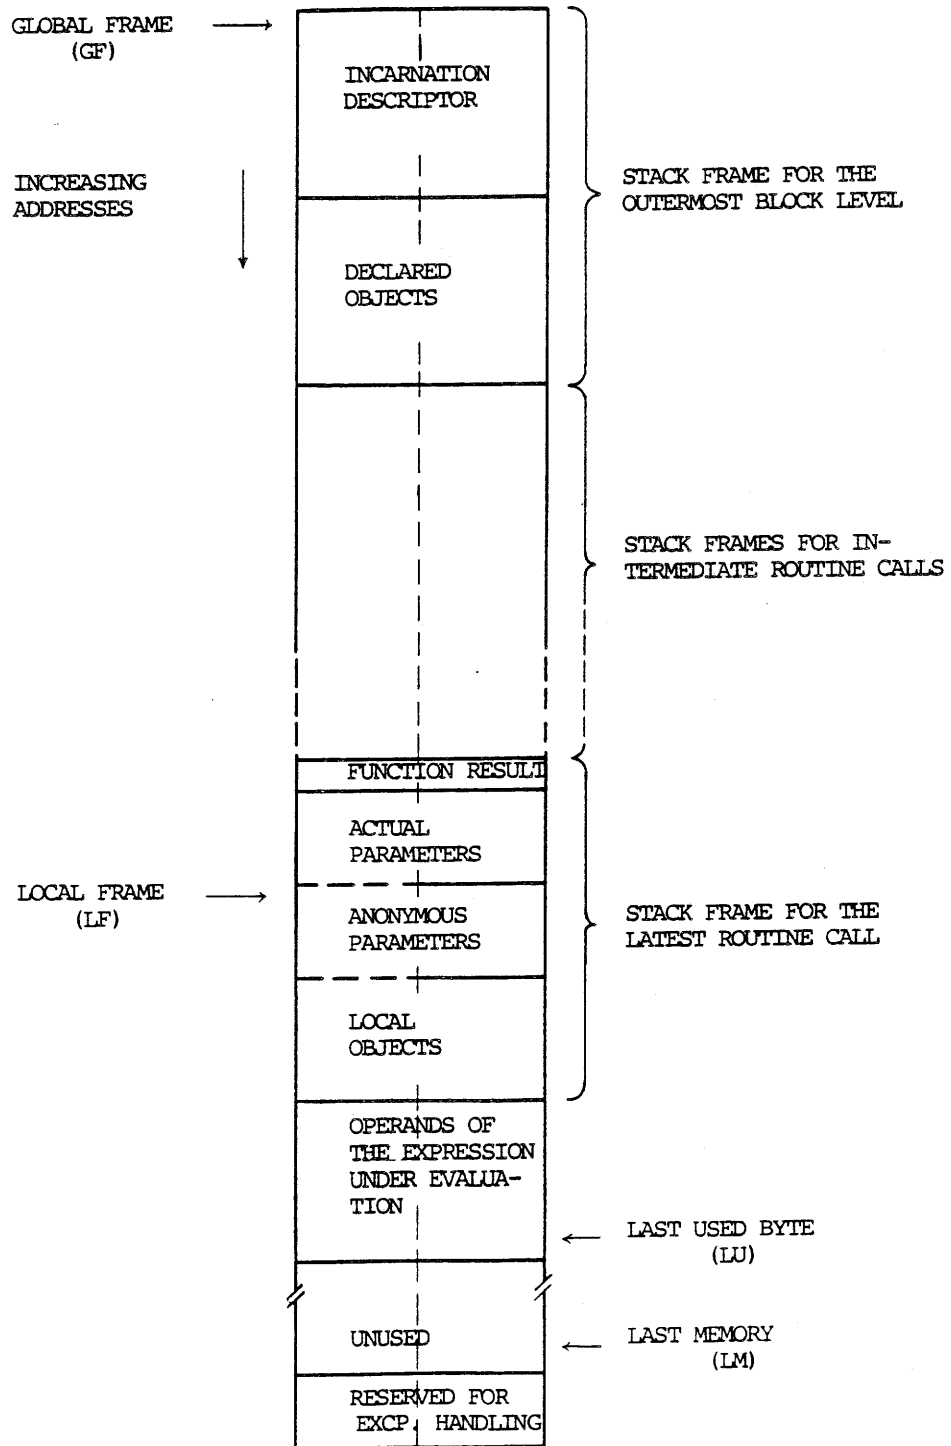 GLOBAL FRAME
(GF)
INCARNATION
DESCRIPTOR
INCREASING
ADDRESSES
STACK FRAME FOR THE
OUTERMOST BLOCK LEVEL
DECLARED
OBJECTS
STACK FRAMES FOR IN-
TERMEDIATE ROUTINE CALLS
FUNCTION RESULT
ACTUAL
PARAMETERS
LOCAL FRAME
(LF)
ANONYMOUS
PARAMETERS
STACK FRAME FOR THE
LATEST ROUTINE CALL
LOCAL
OBJECTS
OPERANDS OF
THE EXPRESSION
UNDER EVALUA-
TION
LAST USED BYTE
(LU)
UNUSED
LAST MEMORY
(LM)
RESERVED FOR
EXCP. HANDLING